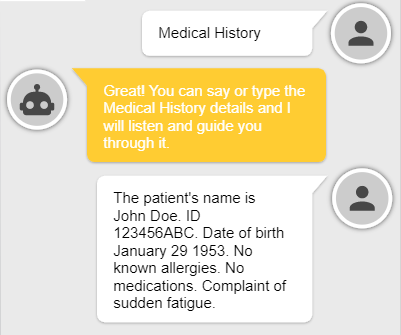 Medical History
Great! You can say or type the
Medical History details and I
will listen and guide you
through it.
The patient's name is
John Doe. ID
123456ABC. Date of birth
January 29 1953. No
known allergies. No
medications. Complaint of
sudden fatigue.